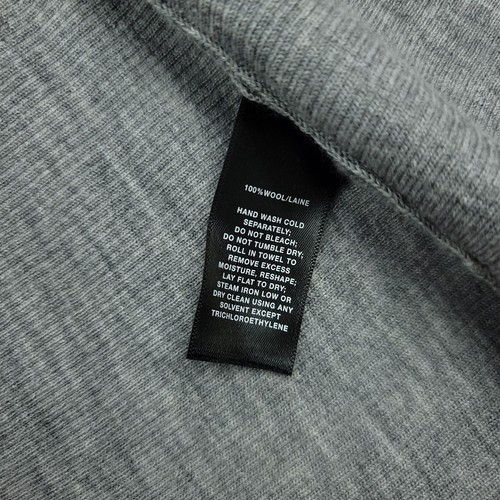 100%WOOL/LAINE
HAND WASH COLD
SEPARATELY;
DO NOT BLEACH;
DO NOT TUMBLE DRY;
ROLL IN TOWEL TO
REMOVE EXCESS
MOISTURE, RESHAPE;
LAY FLAT TO DRY;
STEAM IRON LOW OR
DRY CLEAN USING ANY
SOLVENT EXCEPT
TRICHLOROETHYLENE